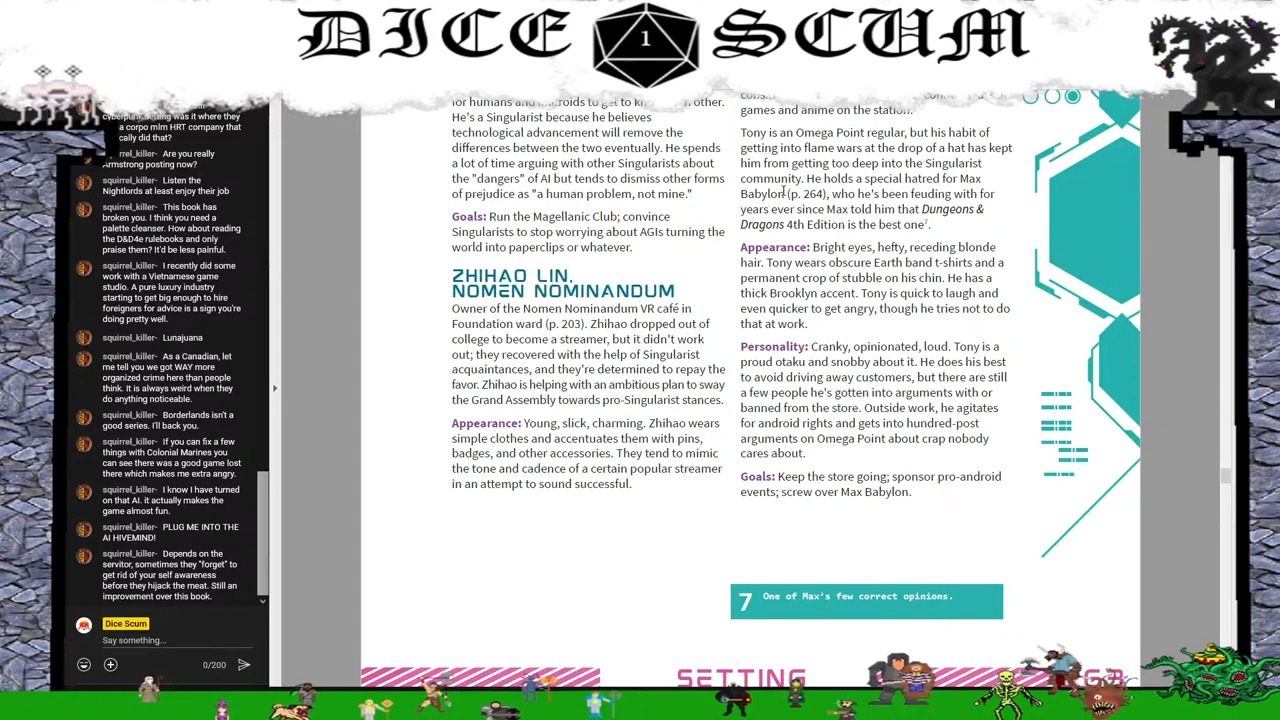 DICE SCUM
1
cyberpunk setting was it where they
a corpo mlm HRT company that
cally did that?
squirrel_killer- Are you really
Armstrong posting now?
squirrel_killer- Listen the
Nightlords at least enjoy their job
squirrel_killer- This book has
broken you. I think you need a
palette cleanser. How about reading
the D&D4e rulebooks and only
praise them? It'd be less painful.
squirrel_killer- I recently did some
work with a Vietnamese game
studio. A pure luxury industry
starting to get big enough to hire
foreigners for advice is a sign you're
doing pretty well.
squirrel_killer- Lunajuana
squirrel_killer- As a Canadian, let
me tell you we got WAY more
organized crime here than people
think. It is always weird when they
do anything noticeable.
squirrel_killer- Borderlands isn't a
good series. I'll back you.
squirrel_killer- If you can fix a few
things with Colonial Marines you
can see there was a good game lost
there which makes me extra angry.
squirrel_killer- I know I have turned
on that AI. it actually makes the
game almost fun.
squirrel_killer- PLUG ME INTO THE
AI HIVEMIND!
squirrel_killer- Depends on the
servitor, sometimes they "forget" to
get rid of your self awareness
before they hijack the meat. Still an
improvement over this book.
Dice Scum
Say something...
0/200
for humans and to get to other.
He's a Singularist because he believes
technological advancement will remove the
differences between the two eventually. He spends
a lot of time arguing with other Singularists about
the "dangers" of AI but tends to dismiss other forms
of prejudice as "a human problem, not mine."
Goals: Run the Magellanic Club; convince
Singularists to stop worrying about AGIs turning the
world into paperclips or whatever.
ZHIHAO LIN,
NOMEN NOMINANDUM
Owner of the Nomen Nominandum VR café in
Foundation ward (p. 203). Zhihao dropped out of
college to become a streamer, but it didn't work
out; they recovered with the help of Singularist
acquaintances, and they're determined to repay the
favor. Zhihao is helping with an ambitious plan to sway
the Grand Assembly towards pro-Singularist stances.
Appearance: Young, slick, charming. Zhihao wears
simple clothes and accentuates them with pins,
badges, and other accessories. They tend to mimic
the tone and cadence of a certain popular streamer
in an attempt to sound successful.
games and anime on the station.
Tony is an Omega Point regular, but his habit of
getting into flame wars at the drop of a hat has kept
him from getting too deep into the Singularist
community. He holds a special hatred for Max
Babylon (p. 264), who he's been feuding with for
years ever since Max told him that Dungeons &
Dragons 4th Edition is the best one7.
Appearance: Bright eyes, hefty, receding blonde
hair. Tony wears obscure Earth band t-shirts and a
permanent crop of stubble on his chin. He has a
thick Brooklyn accent. Tony is quick to laugh and
even quicker to get angry, though he tries not to do
that at work.
Personality: Cranky, opinionated, loud. Tony is a
proud otaku and snobby about it. He does his best
to avoid driving away customers, but there are still
a few people he's gotten into arguments with or
banned from the store. Outside work, he agitates
for android rights and gets into hundred-post
arguments on Omega Point about crap nobody
cares about.
Goals: Keep the store going; sponsor pro-android
events; screw over Max Babylon.
7 One of Max's few correct opinions.
SETTING